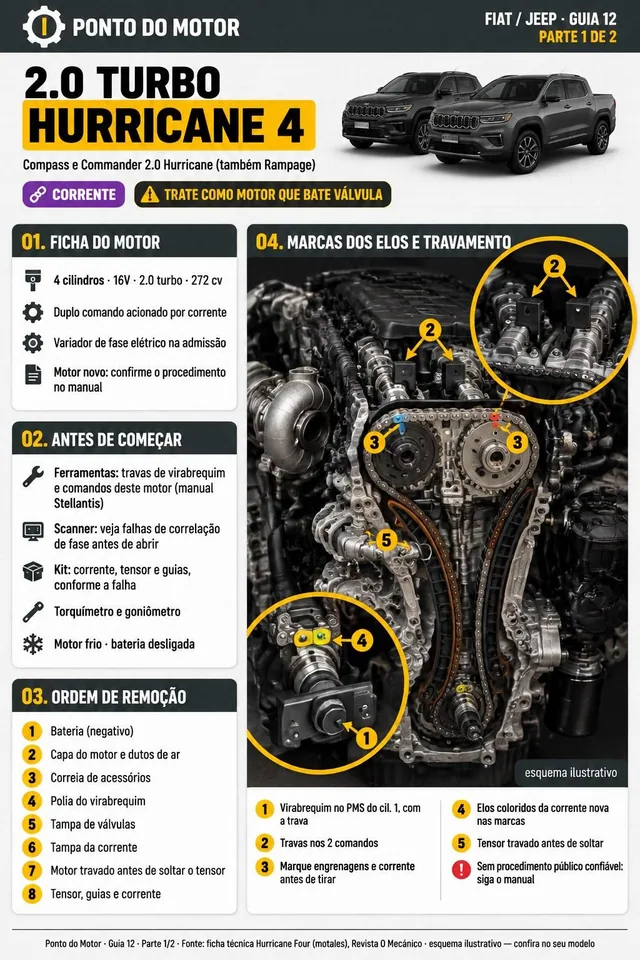 PONTO DO MOTOR
FIAT / JEEP · GUIA 12
PARTE 1 DE 2
2.0 TURBO
HURRICANE 4
Compass e Commander 2.0 Hurricane (também Rampage)
CORRENTE
TRATE COMO MOTOR QUE BATE VÁLVULA
01. FICHA DO MOTOR
4 cilindros · 16V · 2.0 turbo · 272 cv
Duplo comando acionado por corrente
Variador de fase elétrico na admissão
Motor novo: confirme o procedimento
no manual
02. ANTES DE COMEÇAR
Ferramentas: travas de virabrequim
e comandos deste motor (manual
Stellantis)
Scanner: veja falhas de correlação
de fase antes de abrir
Kit: corrente, tensor e guias,
conforme a falha
Torquímetro e goniômetro
Motor frio · bateria desligada
03. ORDEM DE REMOÇÃO
1 Bateria (negativo)
2 Capa do motor e dutos de ar
3 Correia de acessórios
4 Polia do virabrequim
5 Tampa de válvulas
6 Tampa da corrente
7 Motor travado antes de soltar o tensor
8 Tensor, guias e corrente
04. MARCAS DOS ELOS E TRAVAMENTO
2
2
3
3
5
4
1
esquema ilustrativo
1 Virabrequim no PMS do cil. 1, com
a trava
2 Travas nos 2 comandos
3 Marque engrenagens e corrente
antes de tirar
4 Elos coloridos da corrente nova
nas marcas
5 Tensor travado antes de soltar
! Sem procedimento público confiável:
siga o manual
Ponto do Motor · Guia 12 · Parte 1/2 · Fonte: ficha técnica Hurricane Four (motales), Revista O Mecânico · esquema ilustrativo — confira no seu modelo